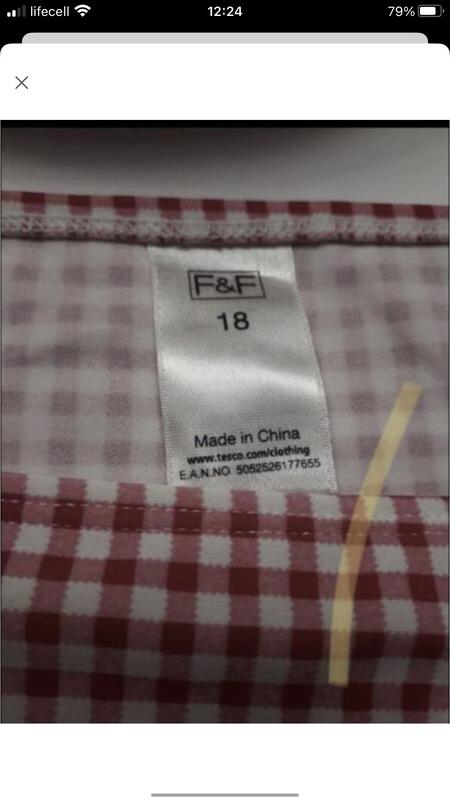 lifecell 12:24 79%
F&F
18
Made in China
www.tesco.com/clothing
E.A.N.NO. 5052526177655